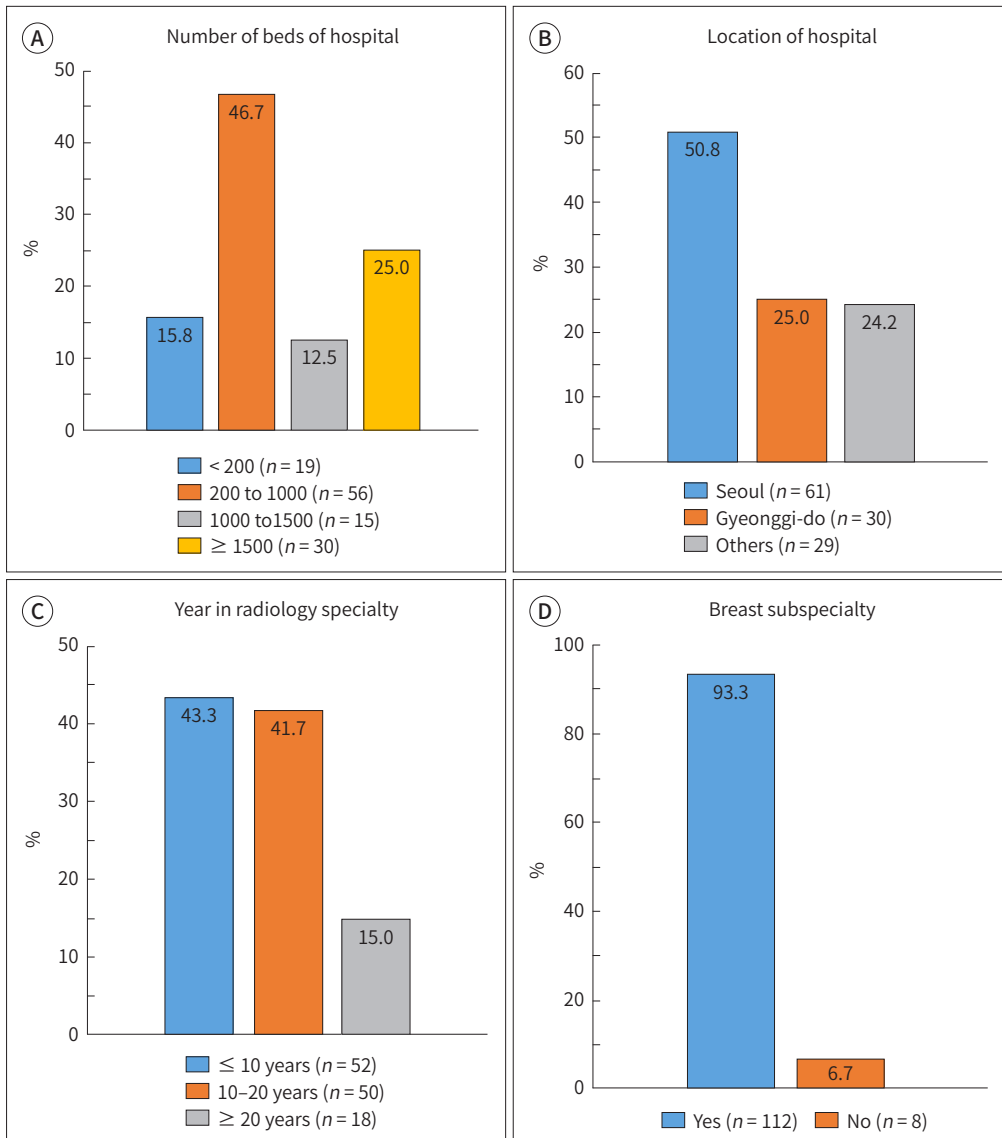 A Number of beds of hospital
50
40
30
20
10
0
%
46.7
25.0
15.8
12.5
< 200 (n = 19)
200 to 1000 (n = 56)
1000 to1500 (n = 15)
≥ 1500 (n = 30)
B Location of hospital
60
50
40
30
20
10
0
%
50.8
25.0
24.2
Seoul (n = 61)
Gyeonggi-do (n = 30)
Others (n = 29)
C Year in radiology specialty
50
40
30
20
10
0
%
43.3
41.7
15.0
≤ 10 years (n = 52)
10–20 years (n = 50)
≥ 20 years (n = 18)
D Breast subspecialty
100
80
60
40
20
0
%
93.3
6.7
Yes (n = 112) No (n = 8)